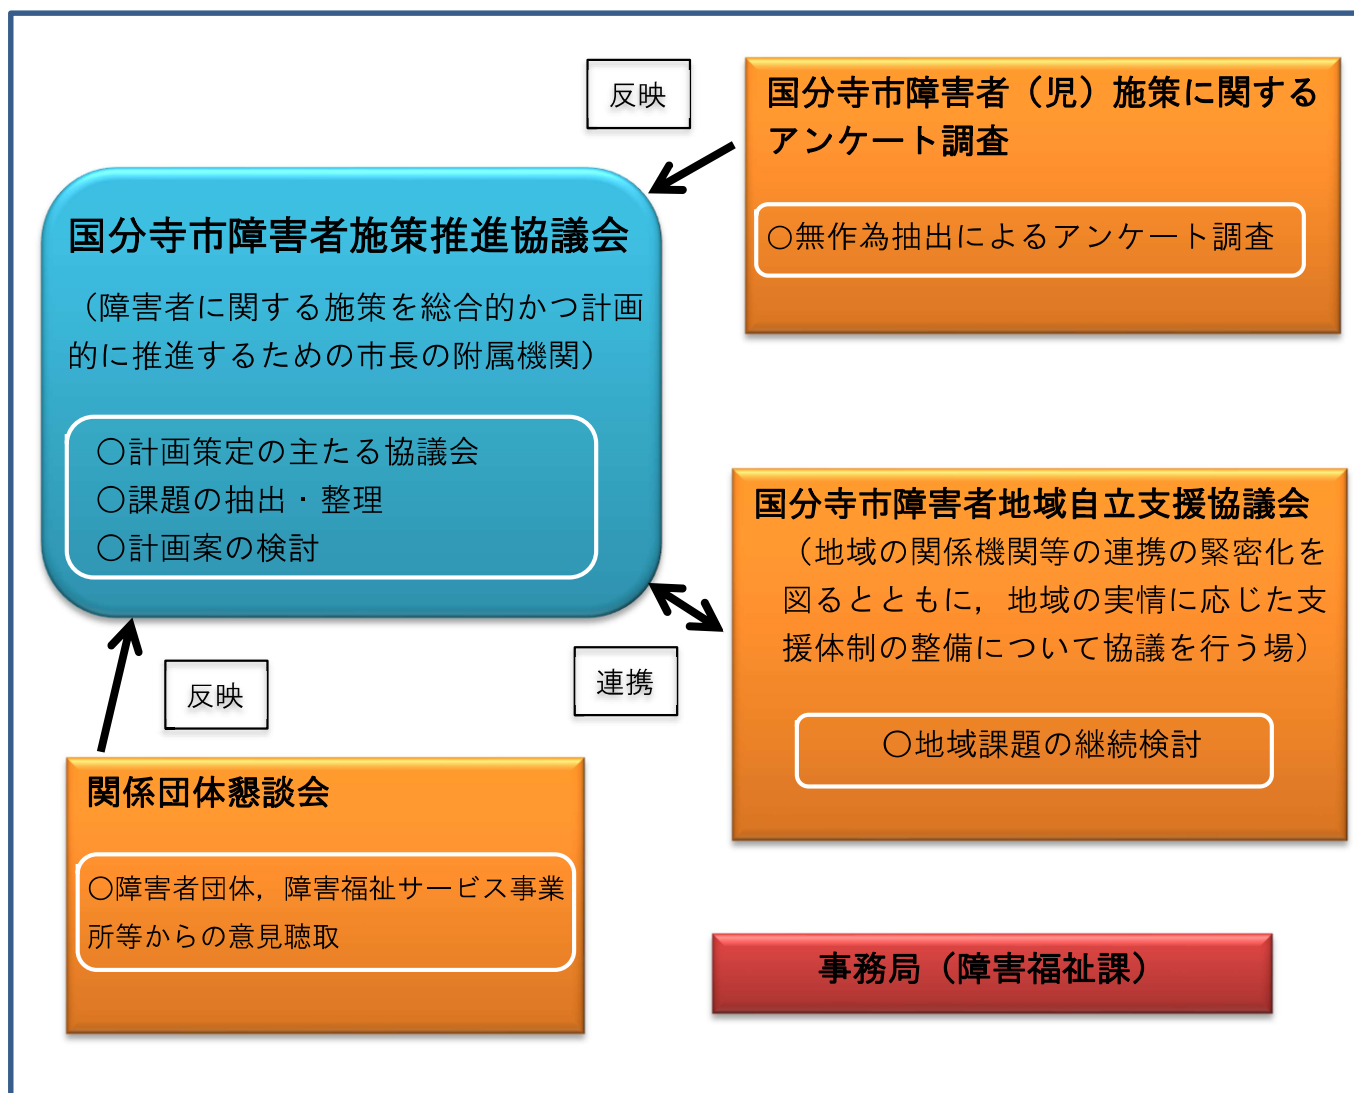 反映
国分寺市障害者（児）施策に関する
アンケート調査
○無作為抽出によるアンケート調査
国分寺市障害者施策推進協議会
（障害者に関する施策を総合的かつ計画
的に推進するための市長の附属機関）
○計画策定の主たる協議会
○課題の抽出・整理
○計画案の検討
国分寺市障害者地域自立支援協議会
（地域の関係機関等の連携の緊密化を
図るとともに，地域の実情に応じた支
援体制の整備について協議を行う場）
○地域課題の継続検討
連携
反映
関係団体懇談会
○障害者団体，障害福祉サービス事業
所等からの意見聴取
事務局（障害福祉課）